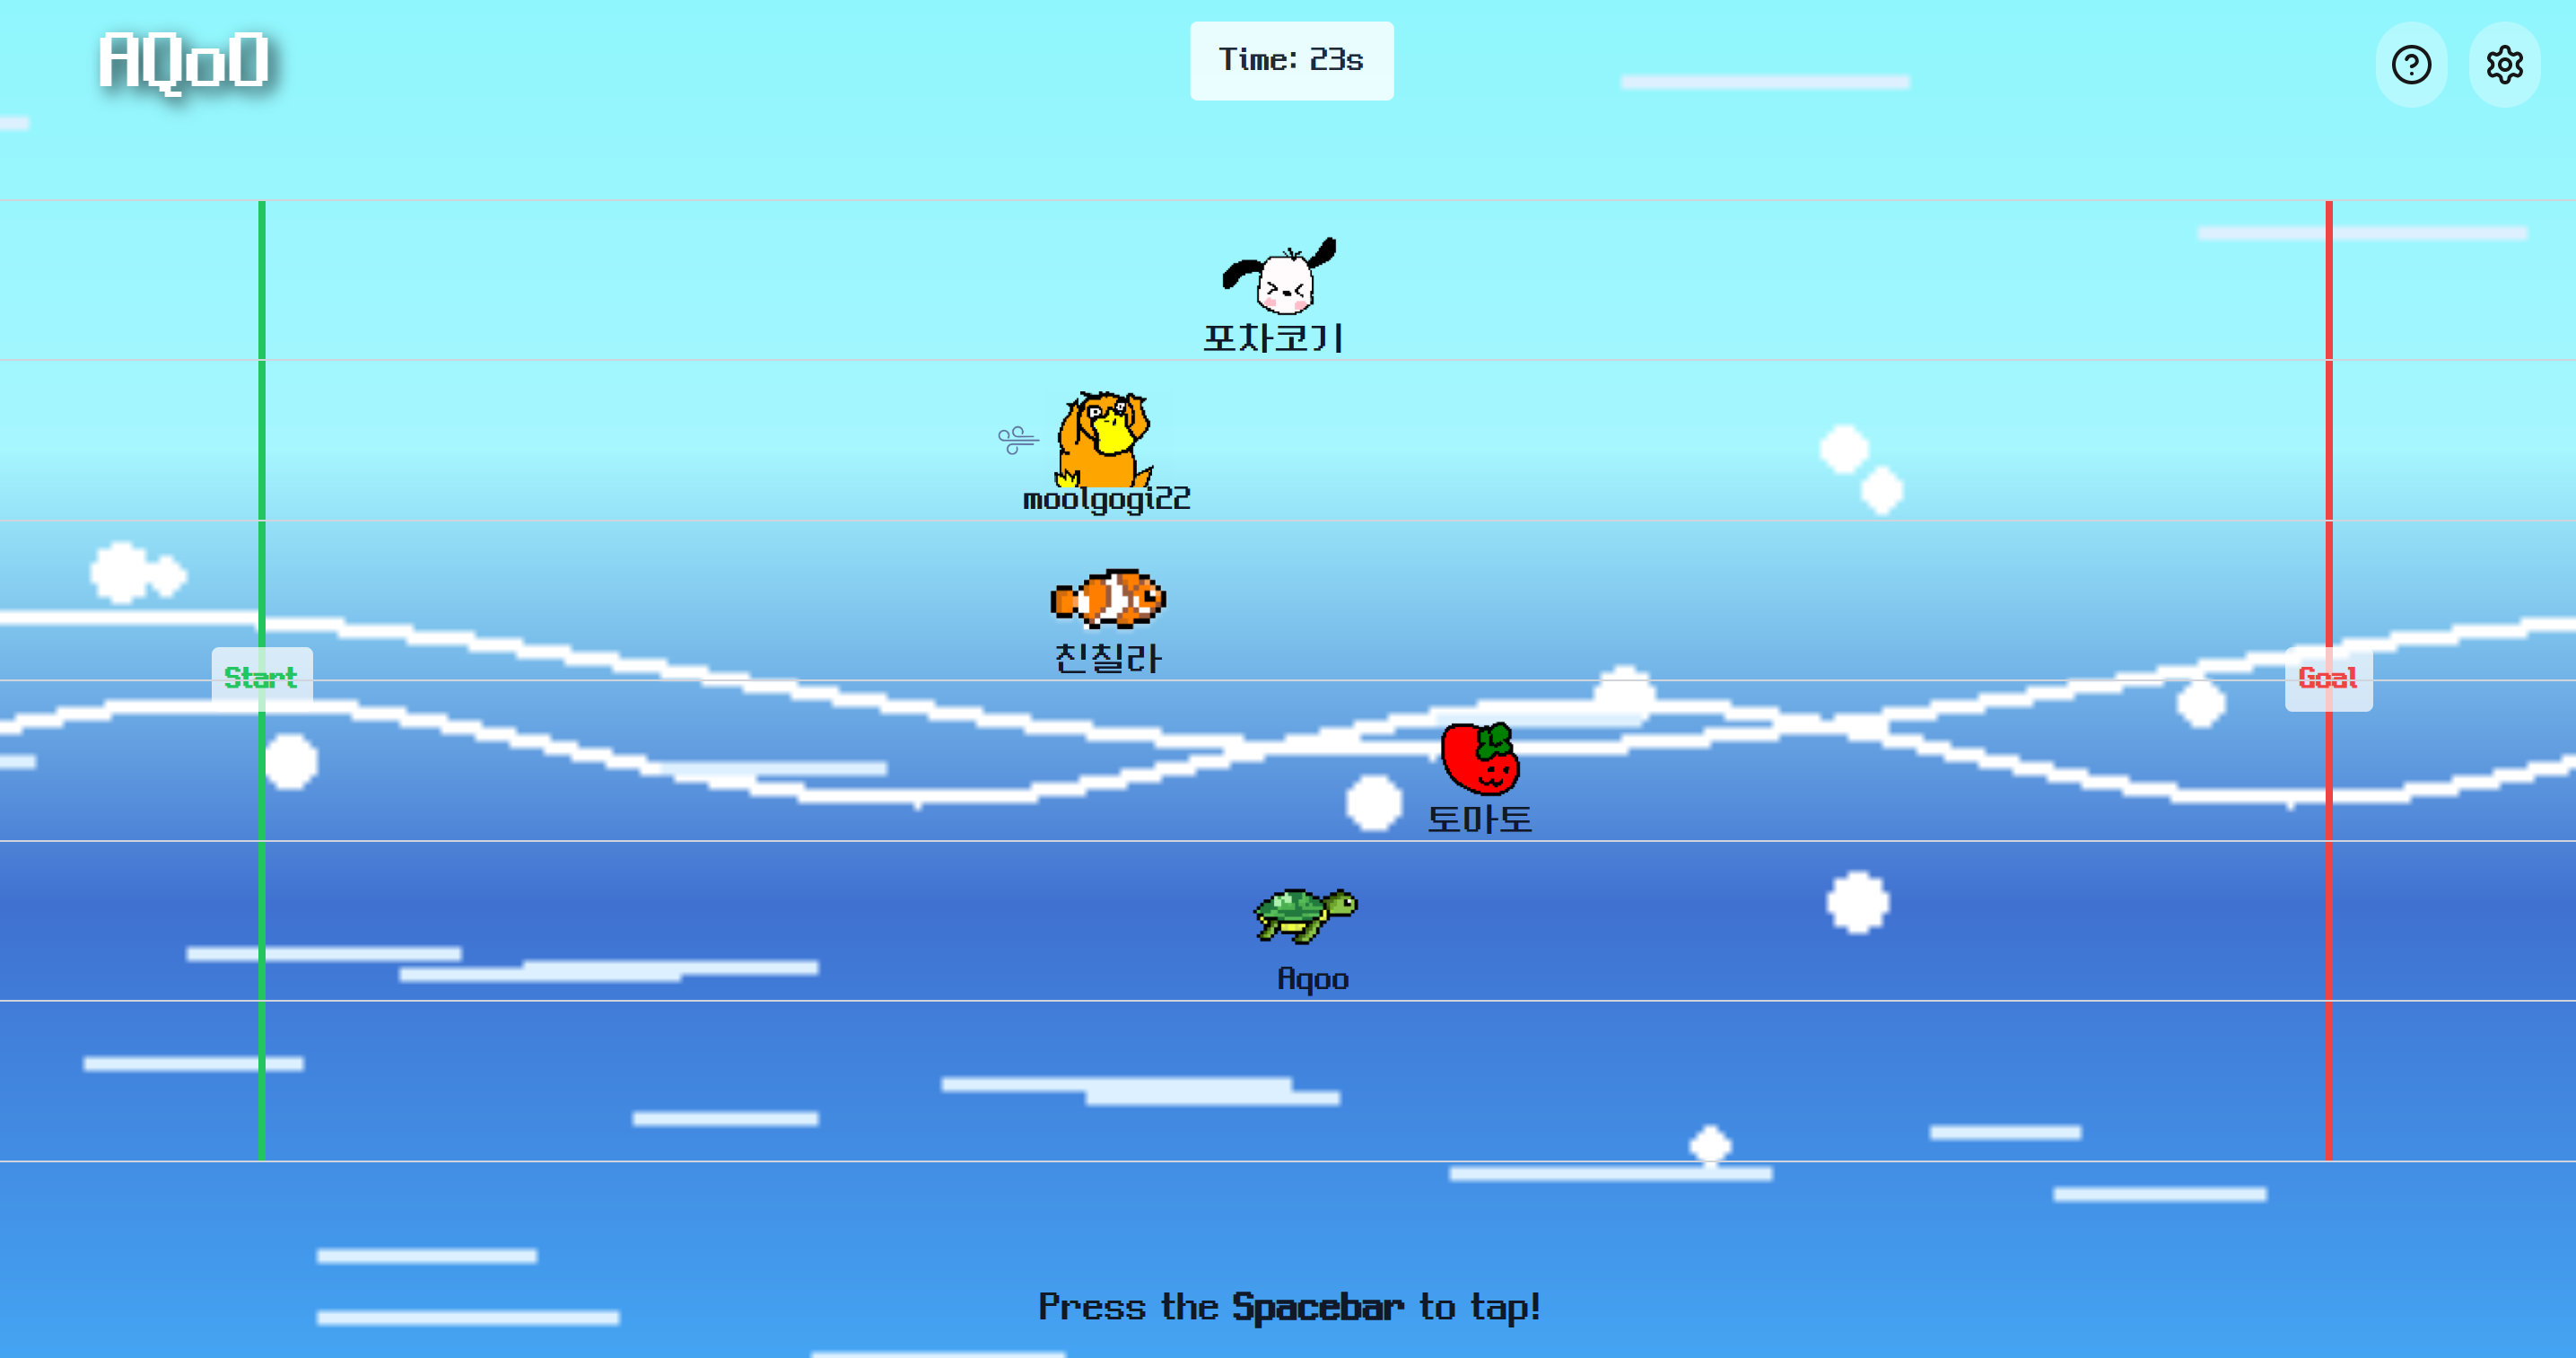 AQoO
Time: 23s
포차코기
moolgogi22
친칠라
Start
Goal
토마토
Aqoo
Press the Spacebar to tap!